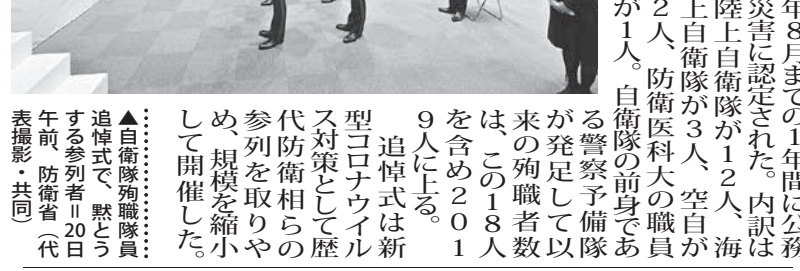 年８月までの１年間に公務
災害に認定された。内訳は
陸上自衛隊が１２人、海
上自衛隊が３人、空自が
２人、防衛医科大の職員
が１人。自衛隊の前身であ
る警察予備隊
が発足して以
来の殉職者数
は、この１８人
を含め２０１
９人に上る。
　追悼式は新
型コロナウイル
ス対策として歴
代防衛相らの
参列を取りや
め、規模を縮小
して開催した。
▲自衛隊殉職隊員
追悼式で、黙とう
する参列者＝20日
午前、防衛省（代
表撮影・共同）